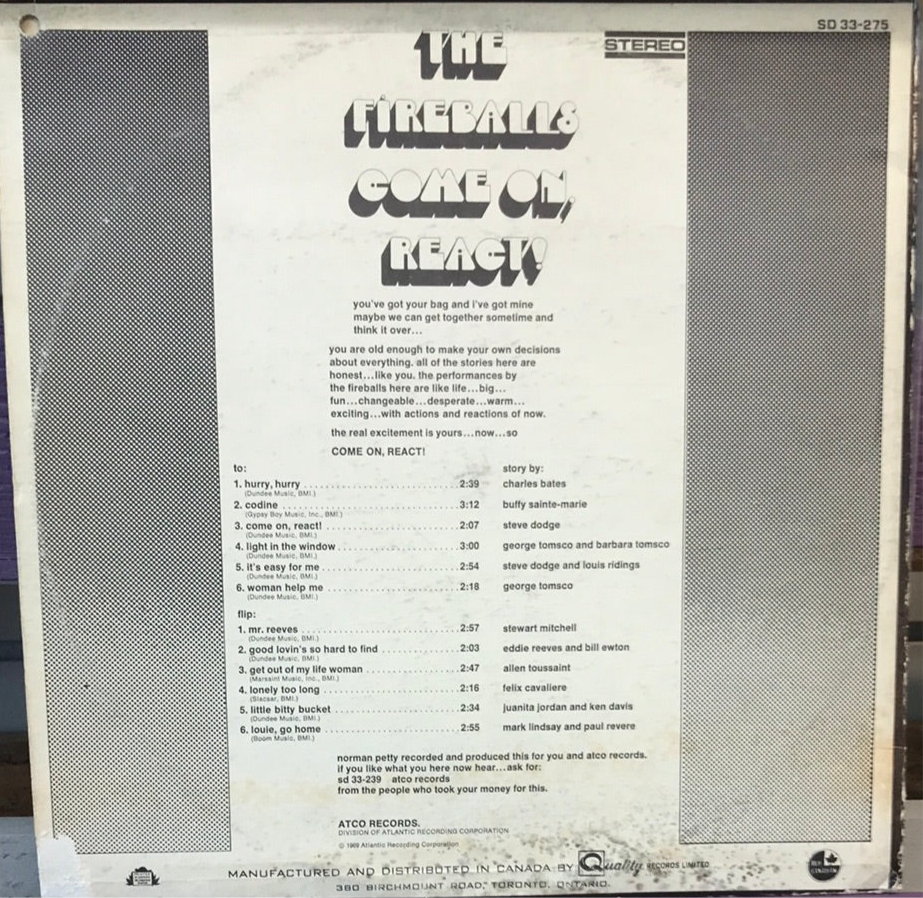 SD 33-275
STEREO
THE
FIREBALLS
COME ON,
REACT!
you've got your bag and i've got mine
maybe we can get together sometime and
think it over...
you are old enough to make your own decisions
about everything. all of the stories here are
honest...like you. the performances by
the fireballs here are like life...big...
fun...changeable...desperate...warm...
exciting...with actions and reactions of now.
the real excitement is yours...now...so
COME ON, REACT!
to: story by:
1. hurry, hurry 2:39 charles bates
(Dundee Music, BMI.)
2. codine 3:12 buffy sainte-marie
(Gypsy Boy Music, Inc., BMI.)
3. come on, react! 2:07 steve dodge
(Dundee Music, BMI.)
4. light in the window 3:00 george tomsco and barbara tomsco
(Dundee Music, BMI.)
5. it's easy for me 2:54 steve dodge and louis ridings
(Dundee Music, BMI.)
6. woman help me 2:18 george tomsco
(Dundee Music, BMI.)
flip:
1. mr. reeves 2:57 stewart mitchell
(Dundee Music, BMI.)
2. good lovin's so hard to find 2:03 eddie reeves and bill ewton
(Dundee Music, BMI.)
3. get out of my life woman 2:47 allen toussaint
(Marsaint Music, Inc., BMI.)
4. lonely too long 2:16 felix cavaliere
(Slacsar, BMI.)
5. little bitty bucket 2:34 juanita jordan and ken davis
(Dundee Music, BMI.)
6. louie, go home 2:55 mark lindsay and paul revere
(Boom Music, BMI.)
norman petty recorded and produced this for you and atco records.
if you like what you here now hear...ask for:
sd 33-239 atco records
from the people who took your money for this.
ATCO RECORDS.
DIVISION OF ATLANTIC RECORDING CORPORATION
© 1969 Atlantic Recording Corporation
MANUFACTURED AND DISTRIBUTED IN CANADA BY Quality RECORDS LIMITED
380 BIRCHMOUNT ROAD, TORONTO, ONTARIO.